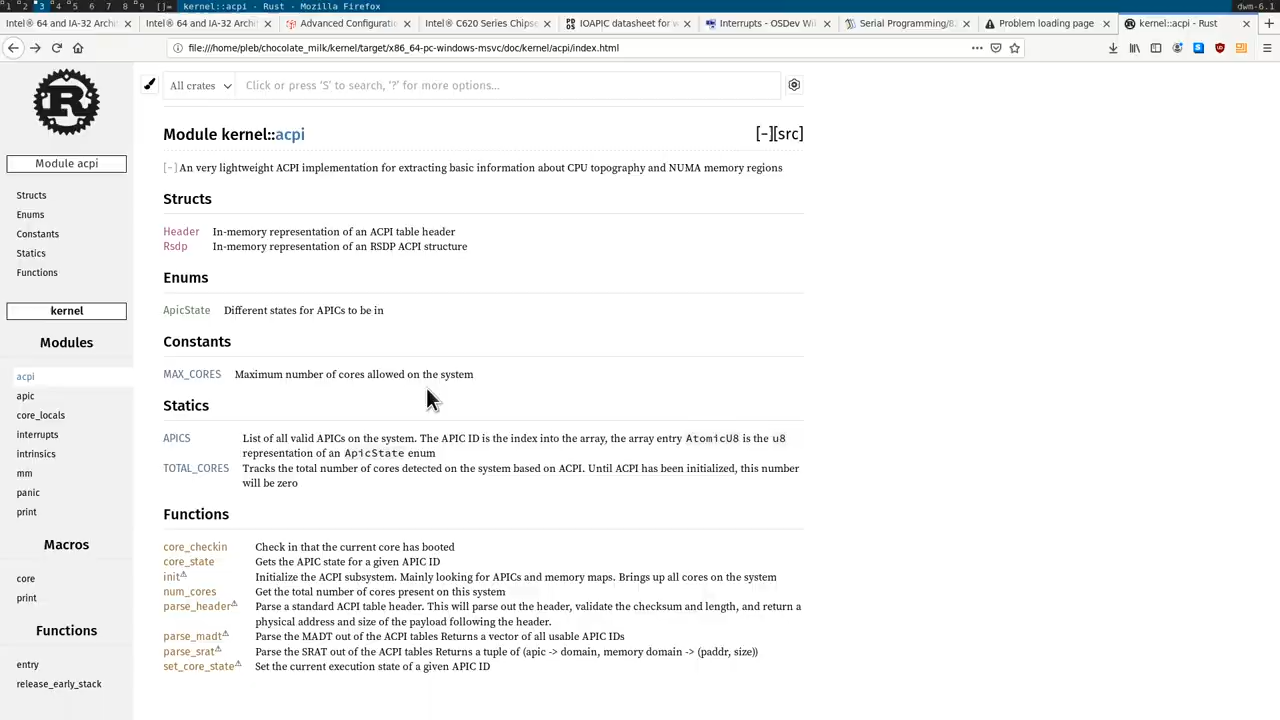 1 2 3 4 5 6 7 8 9 []= kernel::acpi - Rust - Mozilla Firefox dwm-6.1
Intel® 64 and IA-32 Archi Intel® 64 and IA-32 Archi Advanced Configuratio Intel® C620 Series Chipse IOAPIC datasheet for w Interrupts - OSDev Wi Serial Programming/8 Problem loading page kernel::acpi - Rust
file:///home/pleb/chocolate_milk/kernel/target/x86_64-pc-windows-msvc/doc/kernel/acpi/index.html
All crates Click or press ‘S’ to search, ‘?’ for more options…
Module acpi
Structs
Enums
Constants
Statics
Functions
kernel
Modules
acpi
apic
core_locals
interrupts
intrinsics
mm
panic
print
Macros
core
print
Functions
entry
release_early_stack
Module kernel::acpi [−][src]
[−] An very lightweight ACPI implementation for extracting basic information about CPU topography and NUMA memory regions
Structs
Header In-memory representation of an ACPI table header
Rsdp In-memory representation of an RSDP ACPI structure
Enums
ApicState Different states for APICs to be in
Constants
MAX_CORES Maximum number of cores allowed on the system
Statics
APICS List of all valid APICs on the system. The APIC ID is the index into the array, the array entry AtomicU8 is the u8
representation of an ApicState enum
TOTAL_CORES Tracks the total number of cores detected on the system based on ACPI. Until ACPI has been initialized, this number
will be zero
Functions
core_checkin Check in that the current core has booted
core_state Gets the APIC state for a given APIC ID
init⚠ Initialize the ACPI subsystem. Mainly looking for APICs and memory maps. Brings up all cores on the system
num_cores Get the total number of cores present on this system
parse_header⚠ Parse a standard ACPI table header. This will parse out the header, validate the checksum and length, and return a
physical address and size of the payload following the header.
parse_madt⚠ Parse the MADT out of the ACPI tables Returns a vector of all usable APIC IDs
parse_srat⚠ Parse the SRAT out of the ACPI tables Returns a tuple of (apic -> domain, memory domain -> (paddr, size))
set_core_state⚠ Set the current execution state of a given APIC ID